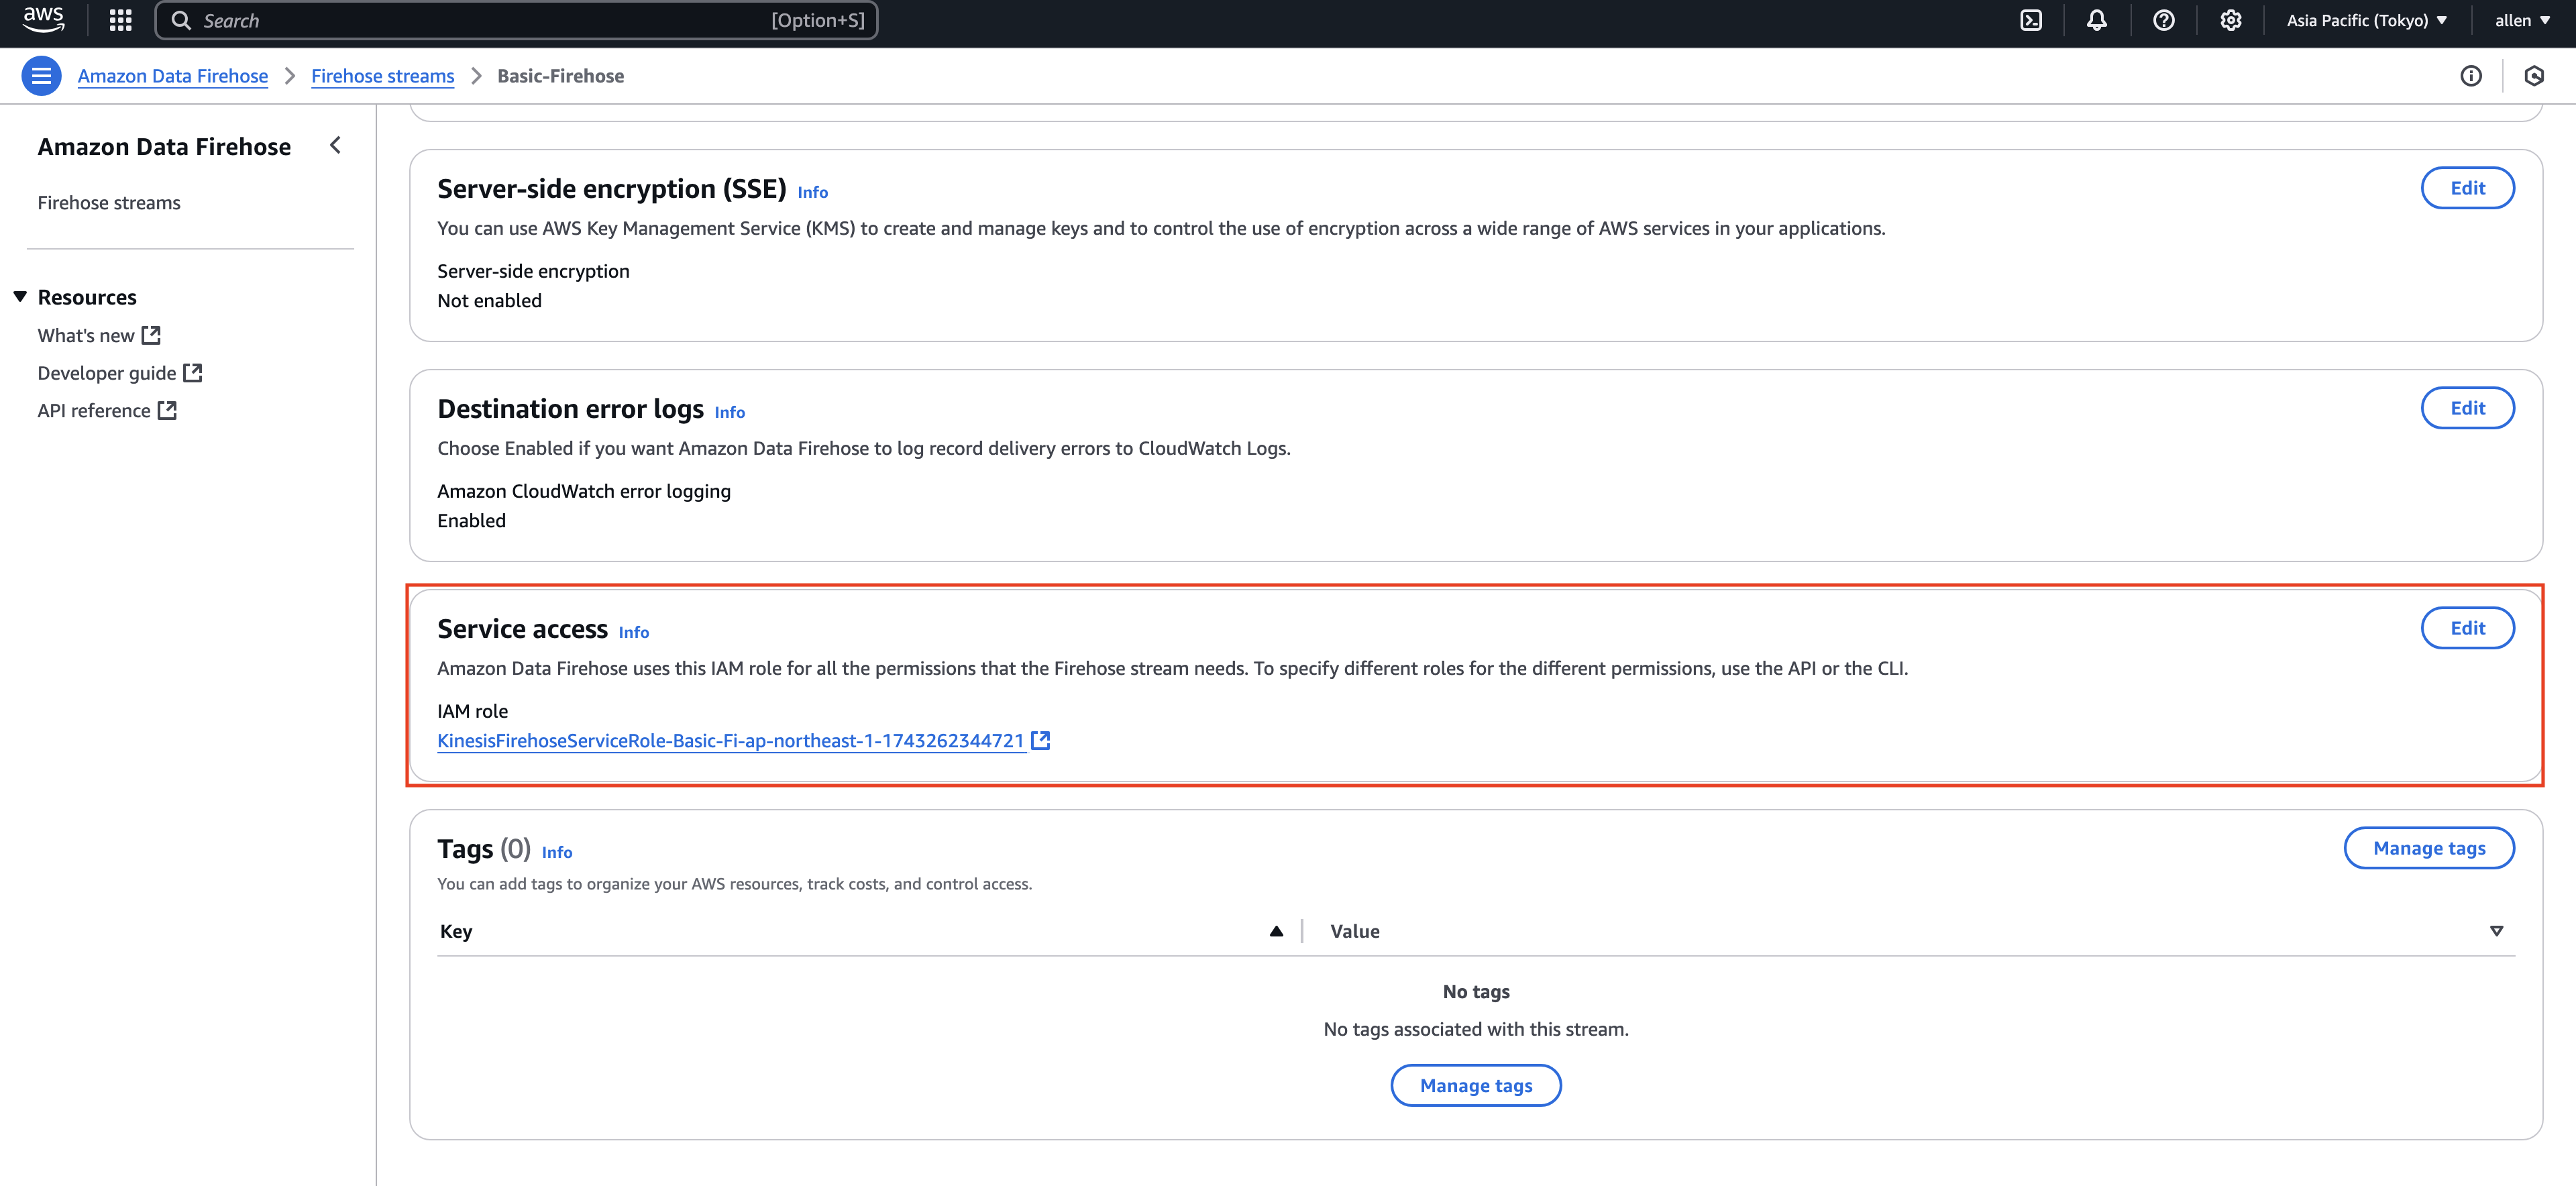 aws
Search [Option+S]
Asia Pacific (Tokyo)
allen
Amazon Data Firehose
Firehose streams
Basic-Firehose
Amazon Data Firehose
Firehose streams
Resources
What's new
Developer guide
API reference
Server-side encryption (SSE) Info
Edit
You can use AWS Key Management Service (KMS) to create and manage keys and to control the use of encryption across a wide range of AWS services in your applications.
Server-side encryption
Not enabled
Destination error logs Info
Edit
Choose Enabled if you want Amazon Data Firehose to log record delivery errors to CloudWatch Logs.
Amazon CloudWatch error logging
Enabled
Service access Info
Edit
Amazon Data Firehose uses this IAM role for all the permissions that the Firehose stream needs. To specify different roles for the different permissions, use the API or the CLI.
IAM role
KinesisFirehoseServiceRole-Basic-Fi-ap-northeast-1-1743262344721
Tags (0) Info
Manage tags
You can add tags to organize your AWS resources, track costs, and control access.
Key
Value
No tags
No tags associated with this stream.
Manage tags